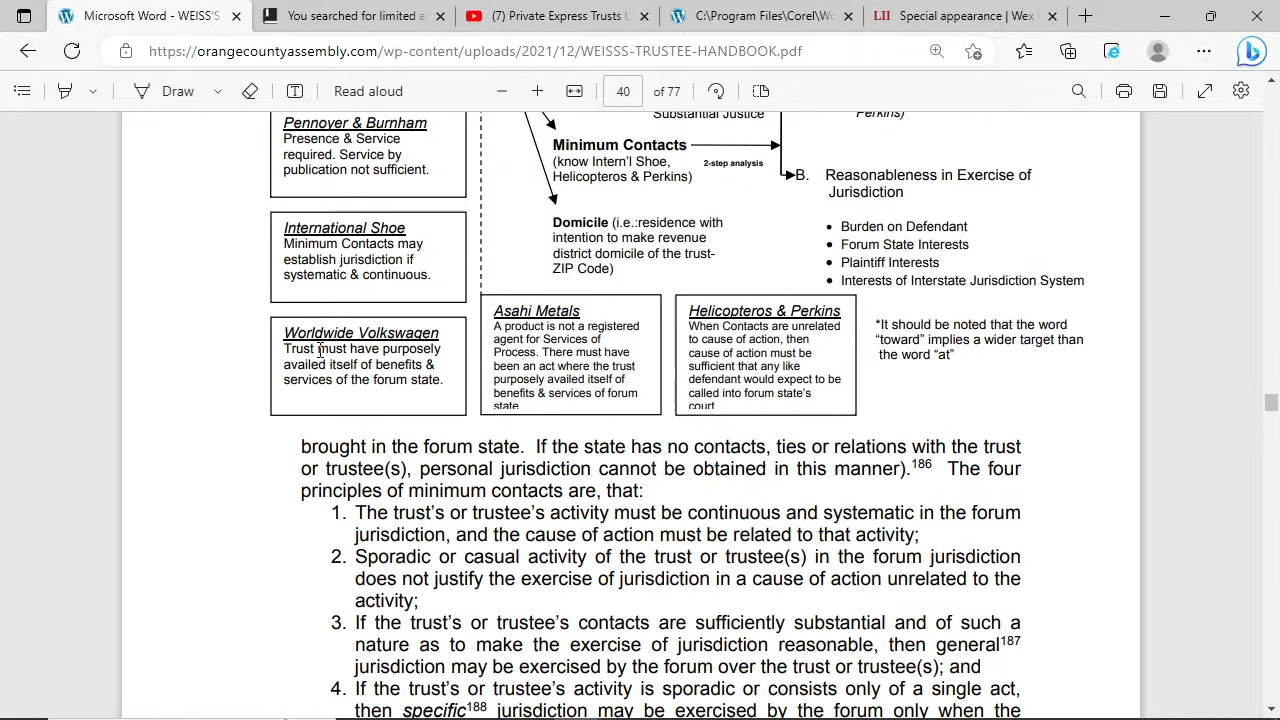 Microsoft Word - WEISS'S
You searched for limited a
(7) Private Express Trusts L
C:\Program Files\Corel\Wo
LII Special appearance | Wex
https://orangecountyassembly.com/wp-content/uploads/2021/12/WEISSS-TRUSTEE-HANDBOOK.pdf
Draw
Read aloud
40 of 77
Pennoyer & Burnham
Presence & Service
required. Service by
publication not sufficient.
International Shoe
Minimum Contacts may
establish jurisdiction if
systematic & continuous.
Worldwide Volkswagen
Trust must have purposely
availed itself of benefits &
services of the forum state.
Substantial Justice
Perkins)
Minimum Contacts
(know Intern'l Shoe,
Helicopteros & Perkins)
2-step analysis
B. Reasonableness in Exercise of
Jurisdiction
Domicile (i.e.:residence with
intention to make revenue
district domicile of the trust-
ZIP Code)
• Burden on Defendant
• Forum State Interests
• Plaintiff Interests
• Interests of Interstate Jurisdiction System
Asahi Metals
A product is not a registered
agent for Services of
Process. There must have
been an act where the trust
purposely availed itself of
benefits & services of forum
state
Helicopteros & Perkins
When Contacts are unrelated
to cause of action, then
cause of action must be
sufficient that any like
defendant would expect to be
called into forum state's
court
*It should be noted that the word
“toward” implies a wider target than
the word “at”
brought in the forum state. If the state has no contacts, ties or relations with the trust
or trustee(s), personal jurisdiction cannot be obtained in this manner).186 The four
principles of minimum contacts are, that:
1. The trust's or trustee's activity must be continuous and systematic in the forum
jurisdiction, and the cause of action must be related to that activity;
2. Sporadic or casual activity of the trust or trustee(s) in the forum jurisdiction
does not justify the exercise of jurisdiction in a cause of action unrelated to the
activity;
3. If the trust's or trustee's contacts are sufficiently substantial and of such a
nature as to make the exercise of jurisdiction reasonable, then general187
jurisdiction may be exercised by the forum over the trust or trustee(s); and
4. If the trust's or trustee's activity is sporadic or consists only of a single act,
then specific188 jurisdiction may be exercised by the forum only when the